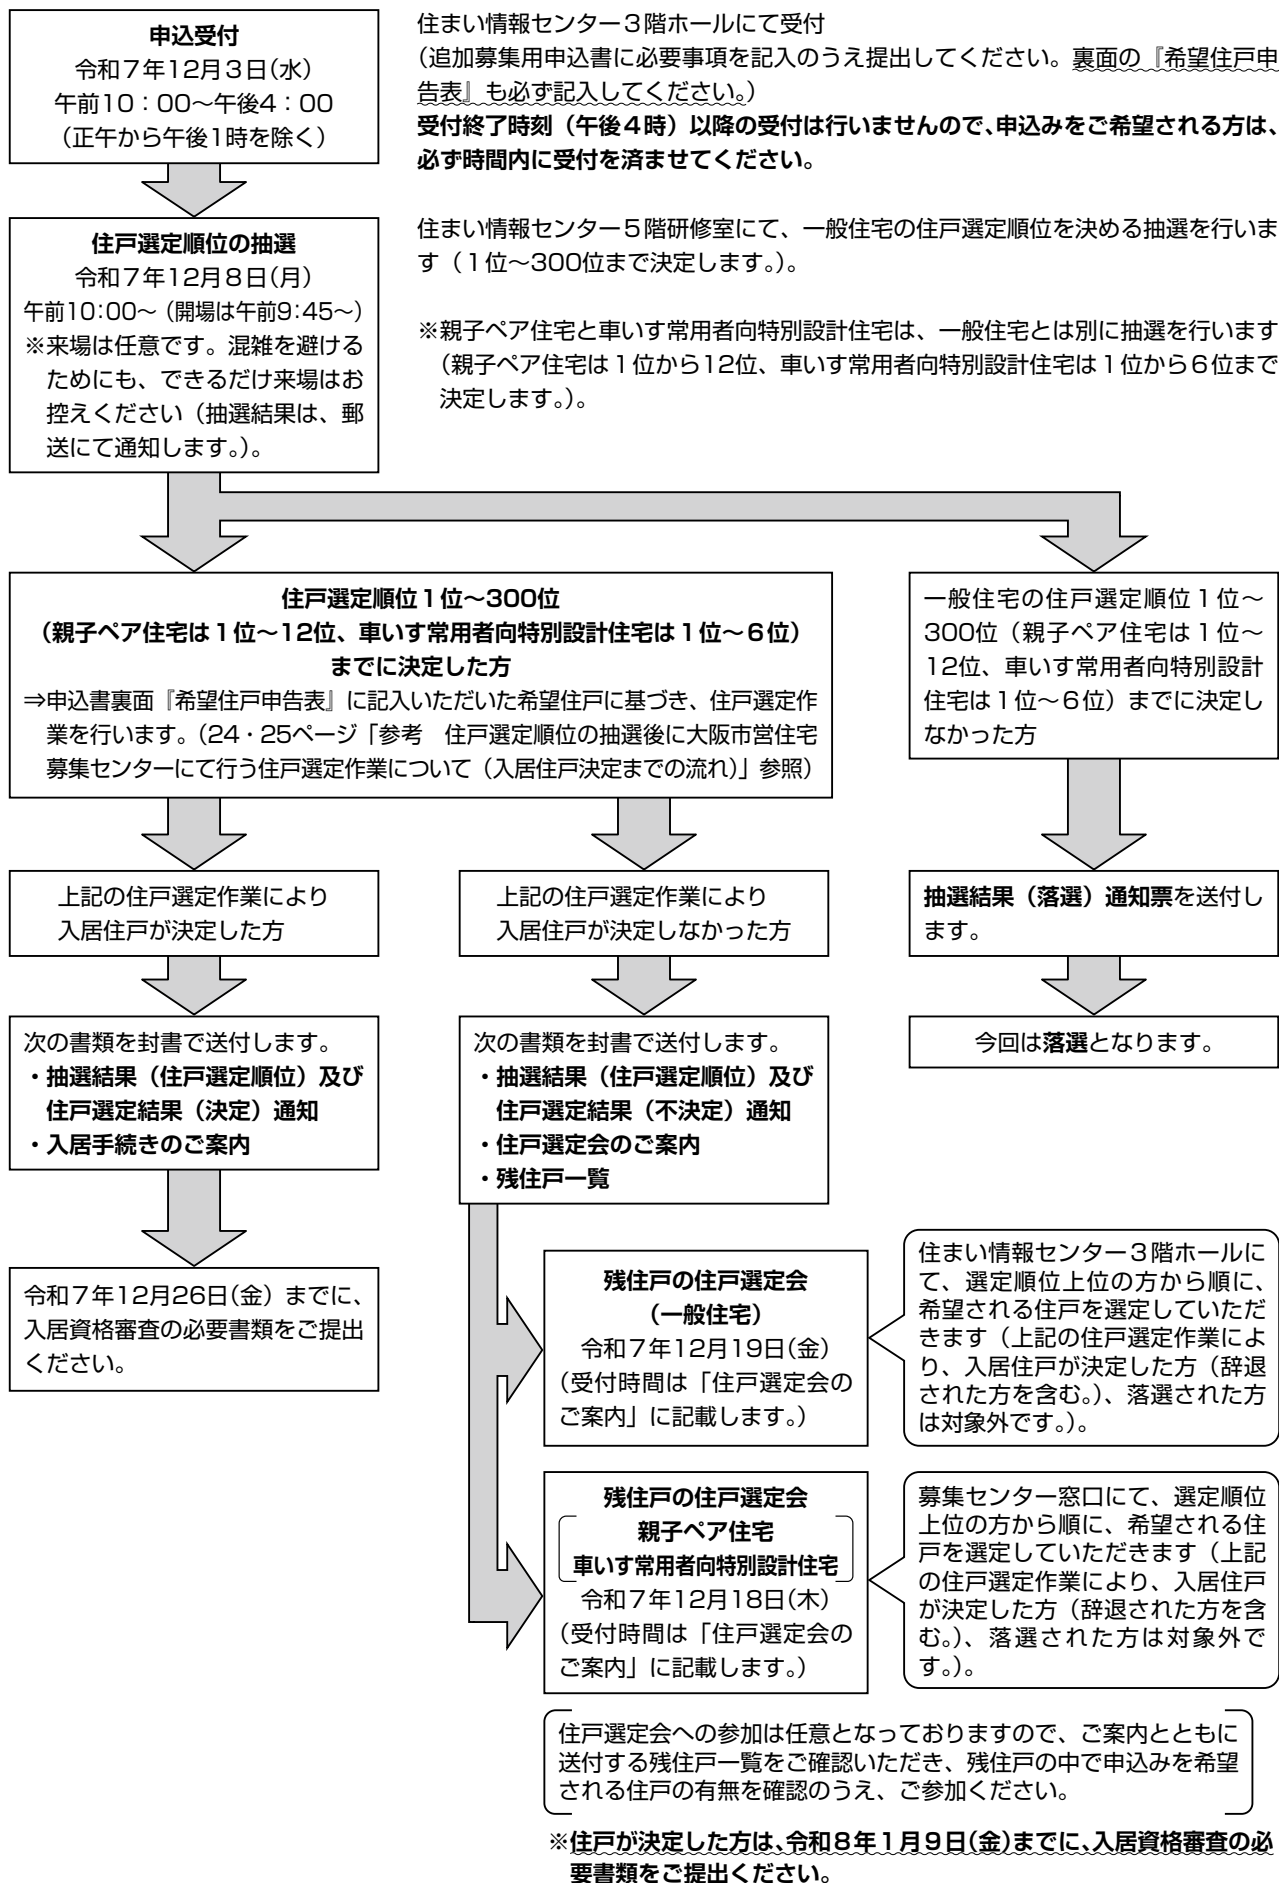 申込受付
令和7年12月3日(水)
午前10：00～午後4：00
(正午から午後1時を除く)
住まい情報センター3階ホールにて受付
(追加募集用申込書に必要事項を記入のうえ提出してください。裏面の『希望住戸申
告表』も必ず記入してください。)
受付終了時刻（午後4時）以降の受付は行いませんので、申込みをご希望される方は、
必ず時間内に受付を済ませてください。
住戸選定順位の抽選
令和7年12月8日(月)
午前10：00～（開場は午前9：45～）
※来場は任意です。混雑を避ける
ためにも、できるだけ来場はお
控えください（抽選結果は、郵
送にて通知します。）。
住まい情報センター5階研修室にて、一般住宅の住戸選定順位を決める抽選を行いま
す（1位～300位まで決定します。）。
※親子ペア住宅と車いす常用者向特別設計住宅は、一般住宅とは別に抽選を行います
（親子ペア住宅は1位から12位、車いす常用者向特別設計住宅は1位から6位まで
決定します。）。
住戸選定順位1位～300位
（親子ペア住宅は1位～12位、車いす常用者向特別設計住宅は1位～6位）
までに決定した方
⇒申込書裏面『希望住戸申告表』に記入いただいた希望住戸に基づき、住戸選定作
業を行います。（24・25ページ「参考　住戸選定順位の抽選後に大阪市営住宅
募集センターにて行う住戸選定作業について（入居住戸決定までの流れ）」参照）
一般住宅の住戸選定順位1位～
300位（親子ペア住宅は1位～
12位、車いす常用者向特別設計
住宅は1位～6位）までに決定し
なかった方
上記の住戸選定作業により
入居住戸が決定した方
上記の住戸選定作業により
入居住戸が決定しなかった方
抽選結果（落選）通知票を送付し
ます。
次の書類を封書で送付します。
・抽選結果（住戸選定順位）及び
住戸選定結果（決定）通知
・入居手続きのご案内
次の書類を封書で送付します。
・抽選結果（住戸選定順位）及び
住戸選定結果（不決定）通知
・住戸選定会のご案内
・残住戸一覧
今回は落選となります。
令和7年12月26日(金) までに、
入居資格審査の必要書類をご提出
ください。
残住戸の住戸選定会
（一般住宅）
令和7年12月19日(金)
（受付時間は「住戸選定会の
ご案内」に記載します。）
住まい情報センター3階ホールに
て、選定順位上位の方から順に、
希望される住戸を選定していただ
きます（上記の住戸選定作業によ
り、入居住戸が決定した方（辞退
された方を含む。）、落選された方
は対象外です。）。
残住戸の住戸選定会
親子ペア住宅
車いす常用者向特別設計住宅
令和7年12月18日(木)
（受付時間は「住戸選定会の
ご案内」に記載します。）
募集センター窓口にて、選定順位
上位の方から順に、希望される住
戸を選定していただきます（上記
の住戸選定作業により、入居住戸
が決定した方（辞退された方を含
む。）、落選された方は対象外で
す。）。
住戸選定会への参加は任意となっておりますので、ご案内とともに
送付する残住戸一覧をご確認いただき、残住戸の中で申込みを希望
される住戸の有無を確認のうえ、ご参加ください。
※住戸が決定した方は、令和8年1月9日(金)までに、入居資格審査の必
要書類をご提出ください。